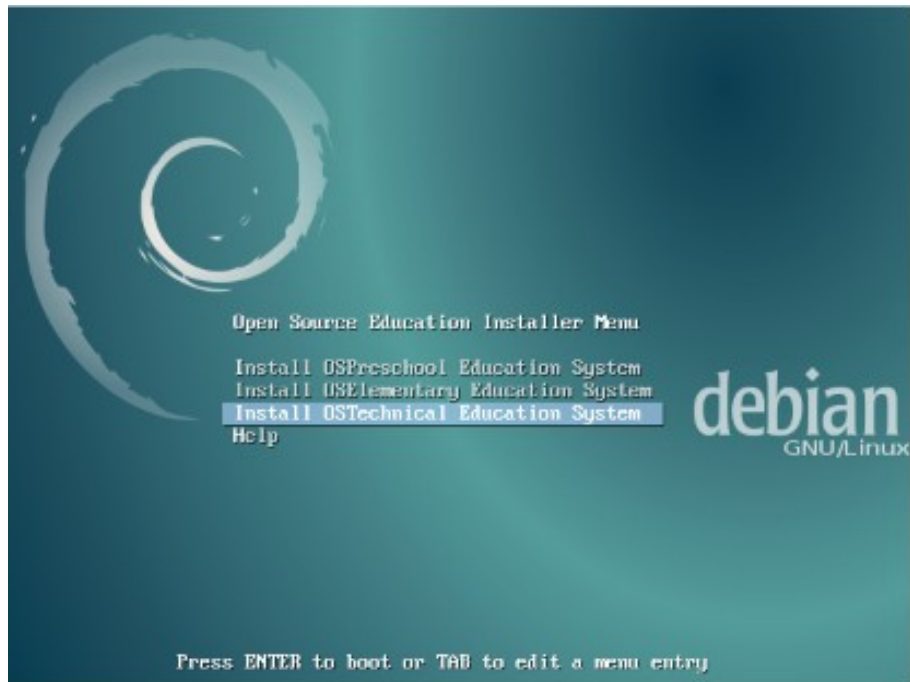 Open Source Education Installer Menu
Install OSPreschool Education System
Install OSElementary Education System
Install OSTechnical Education System
Help
debian
GNU/Linux
Press ENTER to boot or TAB to edit a menu entry